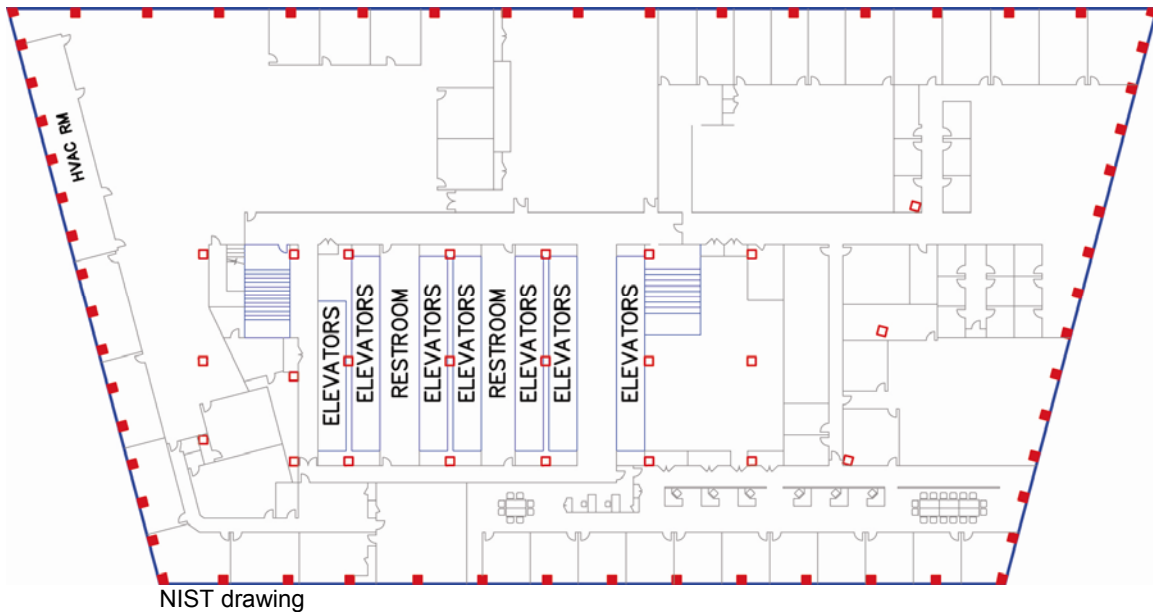 HVAC RM
ELEVATORS
ELEVATORS
RESTROOM
ELEVATORS
ELEVATORS
RESTROOM
ELEVATORS
ELEVATORS
ELEVATORS
NIST drawing